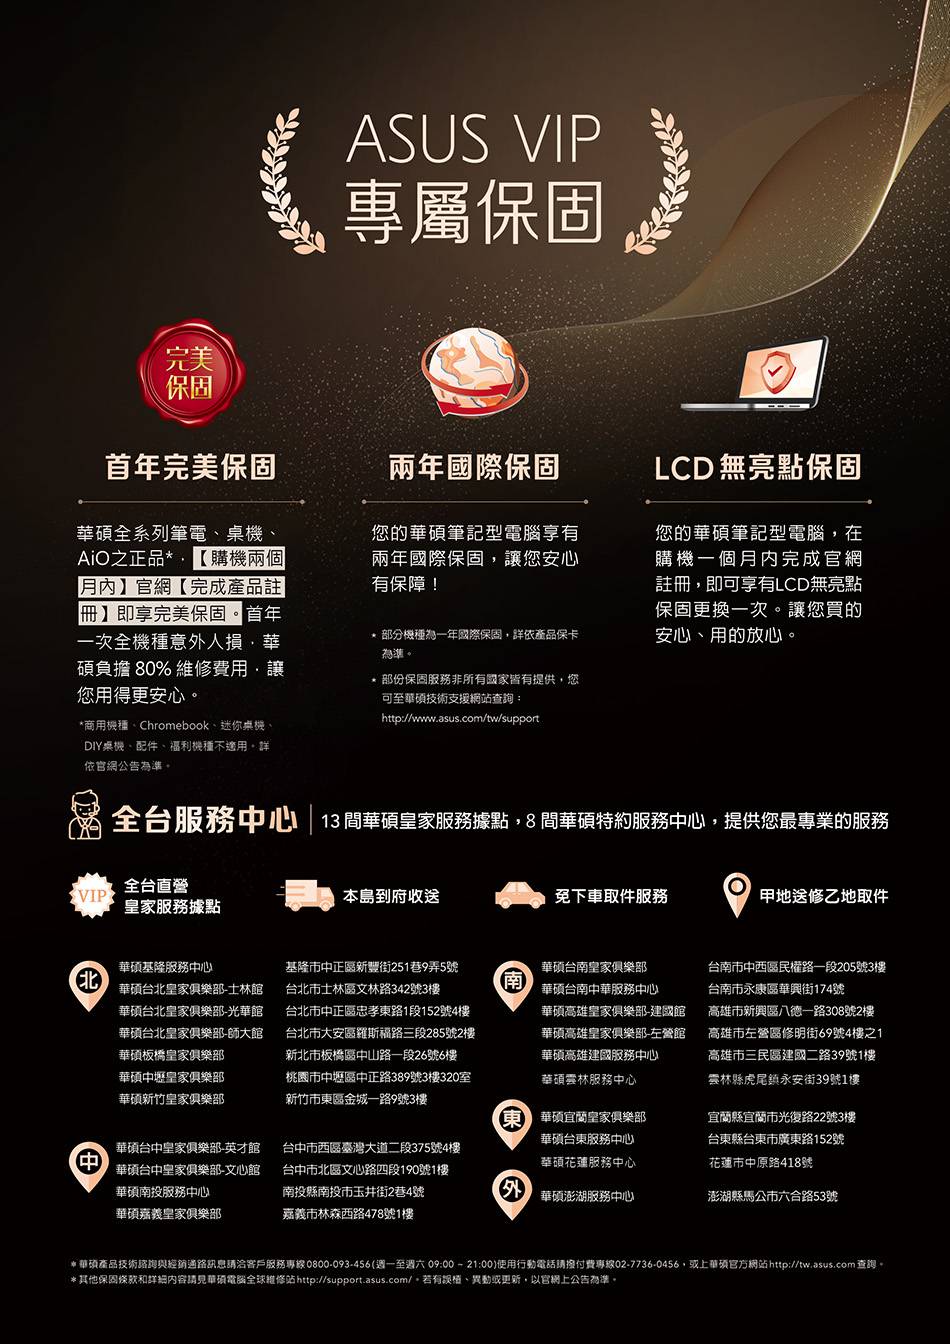 ASUS VIP
專屬保固
完美
保固
首年完美保固
華碩全系列筆電、桌機、
AiO之正品*，【購機兩個
月內】官網【完成產品註
冊】即享完美保固。首年
一次全機種意外人損，華
碩負擔 80% 維修費用，讓
您用得更安心。
*商用機種、Chromebook、迷你桌機、
DIY桌機、配件、福利機種不適用。詳
依官網公告為準。
兩年國際保固
您的華碩筆記型電腦享有
兩年國際保固，讓您安心
有保障！
* 部分機種為一年國際保固，詳依產品保卡
為準。
* 部份保固服務非所有國家皆有提供，您
可至華碩技術支援網站查詢：
http://www.asus.com/tw/support
LCD 無亮點保固
您的華碩筆記型電腦，在
購機一個月內完成官網
註冊，即可享有LCD無亮點
保固更換一次。讓您買的
安心、用的放心。
全台服務中心｜13 間華碩皇家服務據點，8 間華碩特約服務中心，提供您最專業的服務
VIP
全台直營
皇家服務據點
本島到府收送
免下車取件服務
甲地送修乙地取件
北
華碩基隆服務中心 基隆市中正區新豐街251巷9弄5號
華碩台北皇家俱樂部-士林館 台北市士林區文林路342號3樓
華碩台北皇家俱樂部-光華館 台北市中正區忠孝東路1段152號4樓
華碩台北皇家俱樂部-師大館 台北市大安區羅斯福路三段285號2樓
華碩板橋皇家俱樂部 新北市板橋區中山路一段26號6樓
華碩中壢皇家俱樂部 桃園市中壢區中正路389號3樓320室
華碩新竹皇家俱樂部 新竹市東區金城一路9號3樓
中
華碩台中皇家俱樂部-英才館 台中市西區臺灣大道二段375號4樓
華碩台中皇家俱樂部-文心館 台中市北區文心路四段190號1樓
華碩南投服務中心 南投縣南投市玉井街2巷4號
華碩嘉義皇家俱樂部 嘉義市林森西路478號1樓
南
華碩台南皇家俱樂部 台南市中西區民權路一段205號3樓
華碩台南中華服務中心 台南市永康區華興街174號
華碩高雄皇家俱樂部-建國館 高雄市新興區八德一路308號2樓
華碩高雄皇家俱樂部-左營館 高雄市左營區修明街69號4樓之1
華碩高雄建國服務中心 高雄市三民區建國二路39號1樓
華碩雲林服務中心 雲林縣虎尾鎮永安街39號1樓
東
華碩宜蘭皇家俱樂部 宜蘭縣宜蘭市光復路22號3樓
華碩台東服務中心 台東縣台東市廣東路152號
華碩花蓮服務中心 花蓮市中原路418號
外
華碩澎湖服務中心 澎湖縣馬公市六合路53號
*華碩產品技術諮詢與經銷通路訊息請洽客戶服務專線0800-093-456(週一至週六 09:00 ~ 21:00)使用行動電話請撥付費專線02-7736-0456，或上華碩官方網站http://tw.asus.com查詢。
*其他保固條款和詳細內容請見華碩電腦全球維修站http://support.asus.com/。若有誤植、異動或更新，以官網上公告為準。